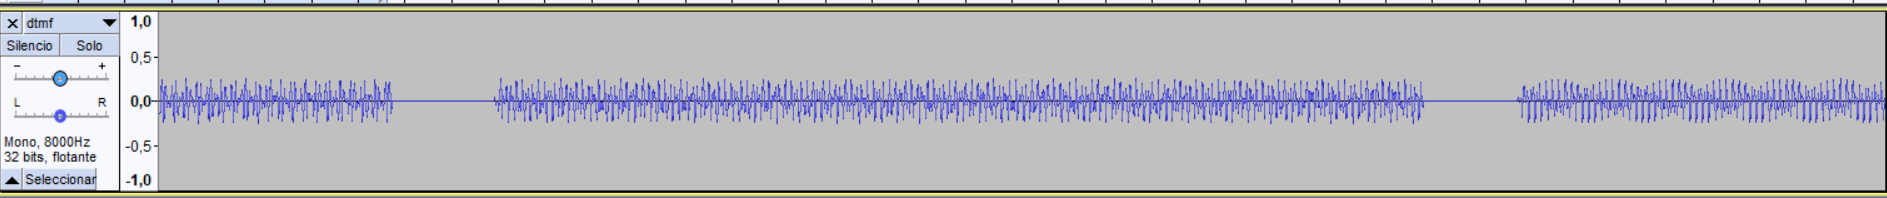 × dtmf
Silencio Solo
- +
L R
Mono, 8000Hz
32 bits, flotante
Seleccionar
1,0
0,5-
0,0-
-0,5-
-1,0